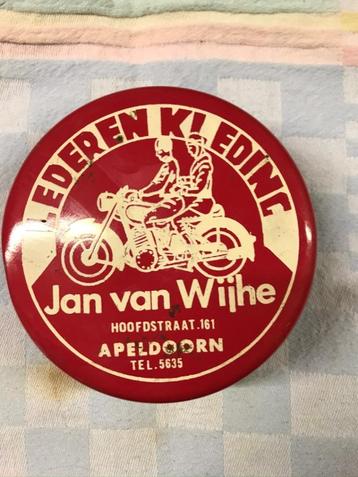 LEDEREN KLEDING
Jan van Wijhe
HOOFDSTRAAT.161
APELDOORN
TEL.5635